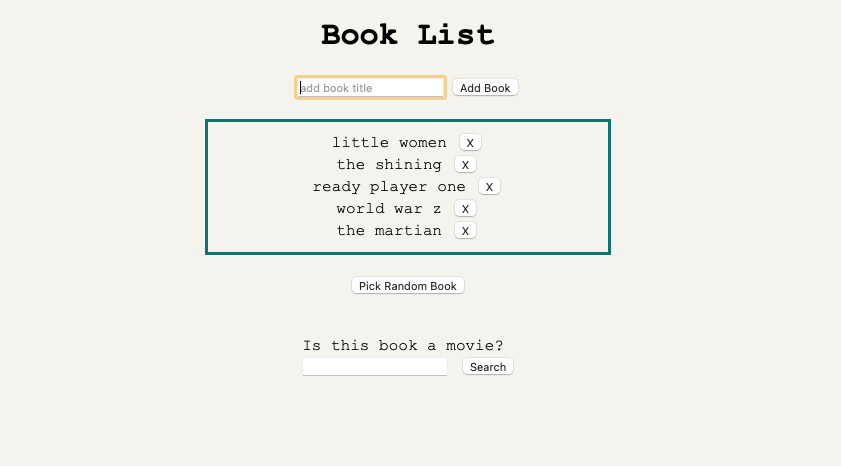 Book List
add book title Add Book
little women x
the shining x
ready player one x
world war z x
the martian x
Pick Random Book
Is this book a movie?
Search